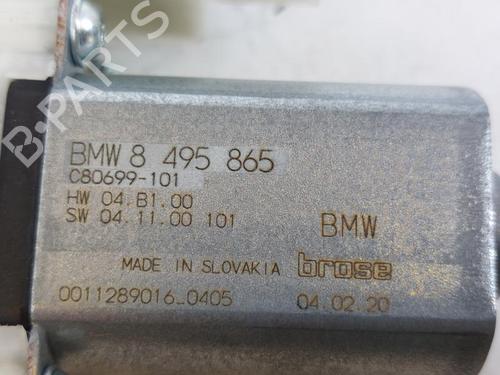 B-PARTS
BMW 8 495 865
C80699-101
HW 04.B1.00
SW 04.11.00 101
BMW
MADE IN SLOVAKIA brose
0011289016_0405 04.02.20